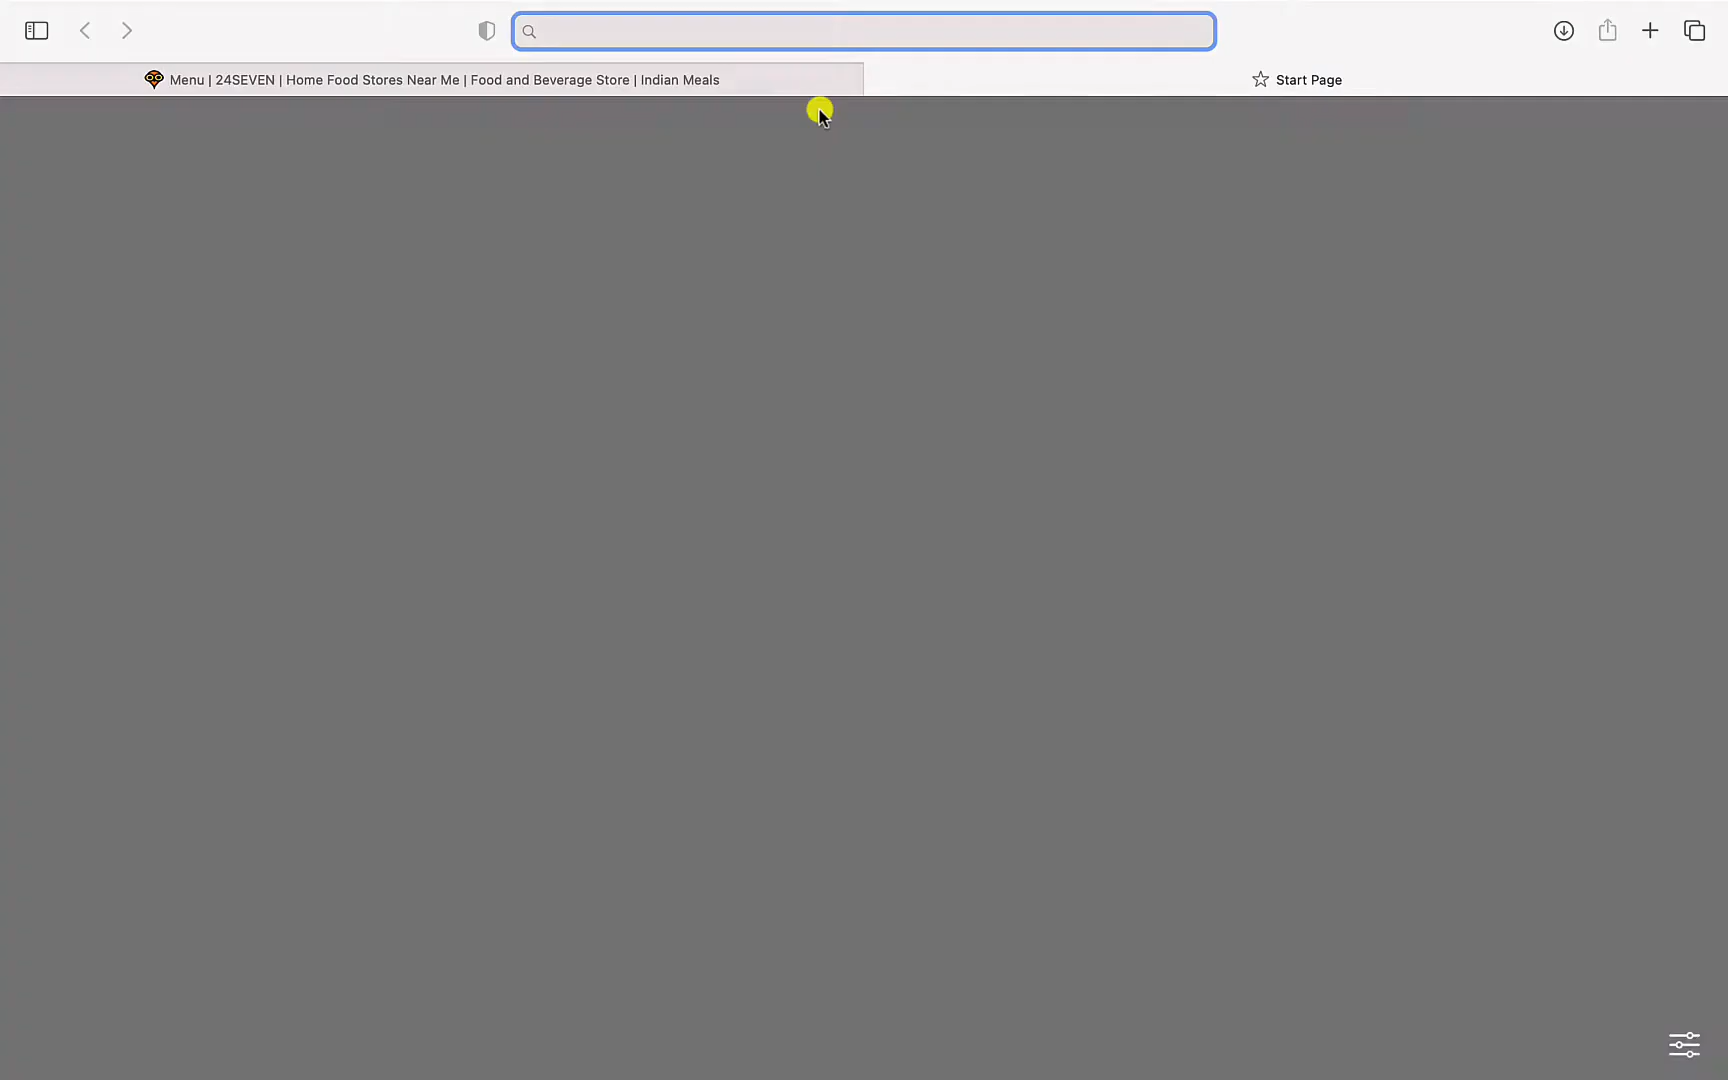 Menu | 24SEVEN | Home Food Stores Near Me | Food and Beverage Store | Indian Meals
Start Page